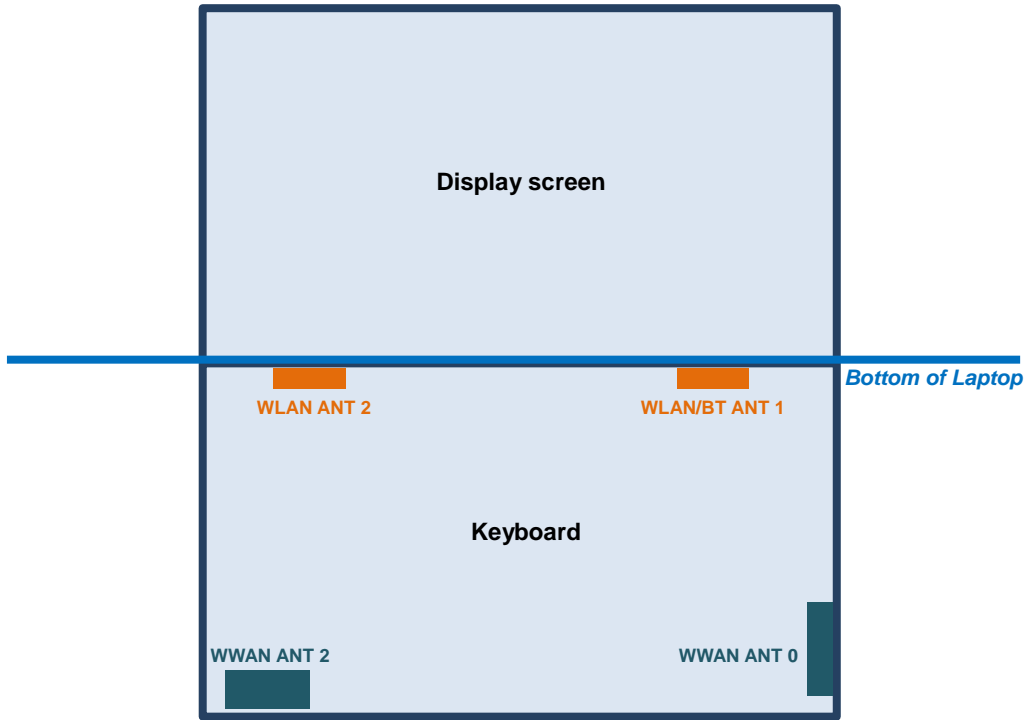 Display screen
Bottom of Laptop
WLAN ANT 2
WLAN/BT ANT 1
Keyboard
WWAN ANT 2
WWAN ANT 0